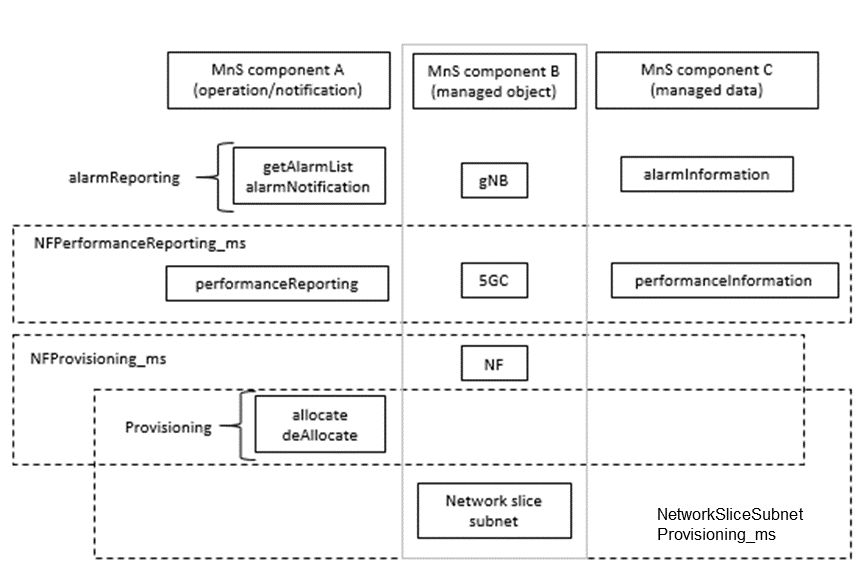 MnS component A
(operation/notification)
MnS component B
(managed object)
MnS component C
(managed data)
alarmReporting
getAlarmList
alarmNotification
gNB
alarmInformation
NFPerformanceReporting_ms
performanceReporting
5GC
performanceInformation
NFProvisioning_ms
NF
Provisioning
allocate
deAllocate
Network slice
subnet
NetworkSliceSubnet
Provisioning_ms